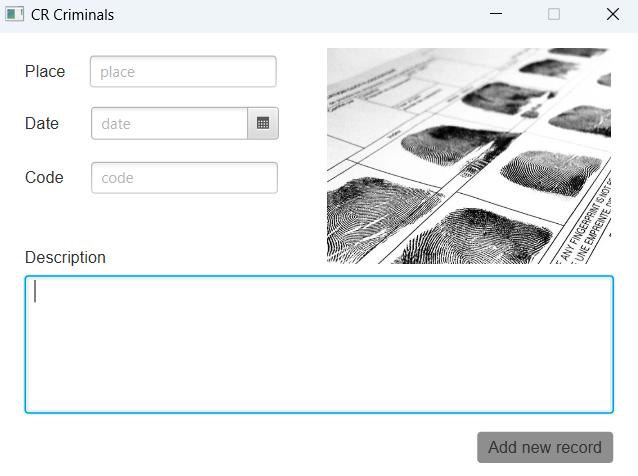 CR Criminals
Place
place
Date
date
Code
code
Description
Add new record
ANY FINGERPRINT IS NOT
UNE EMPREINTE